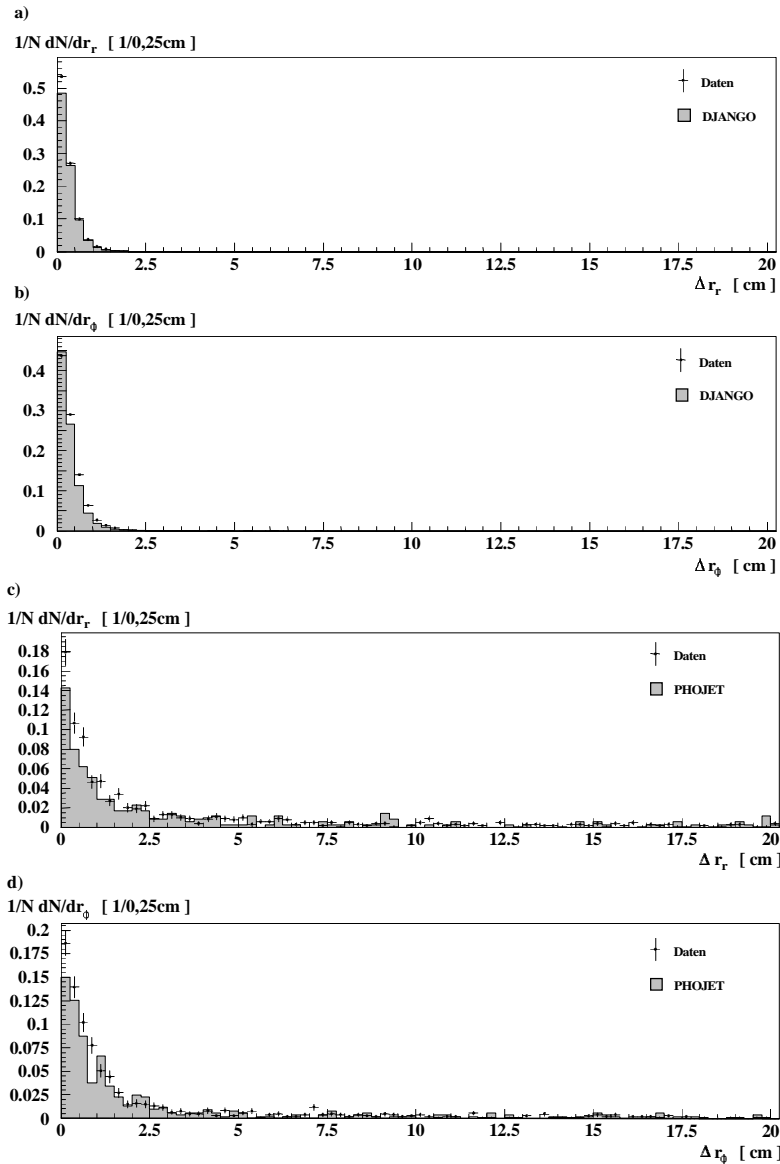 a)
1/N dN/dr_r [ 1/0,25cm ]
0.5
0.4
0.3
0.2
0.1
0
Daten
DJANGO
0 2.5 5 7.5 10 12.5 15 17.5 20
Δ r_r [ cm ]
b)
1/N dN/dr_ϕ [ 1/0,25cm ]
0.4
0.3
0.2
0.1
0
Daten
DJANGO
0 2.5 5 7.5 10 12.5 15 17.5 20
Δ r_ϕ [ cm ]
c)
1/N dN/dr_r [ 1/0,25cm ]
0.18
0.16
0.14
0.12
0.1
0.08
0.06
0.04
0.02
0
Daten
PHOJET
0 2.5 5 7.5 10 12.5 15 17.5 20
Δ r_r [ cm ]
d)
1/N dN/dr_ϕ [ 1/0,25cm ]
0.2
0.175
0.15
0.125
0.1
0.075
0.05
0.025
0
Daten
PHOJET
0 2.5 5 7.5 10 12.5 15 17.5 20
Δ r_ϕ [ cm ]